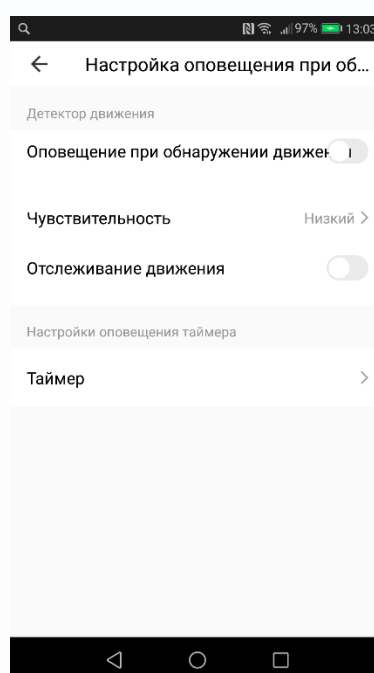 97% 13:03
Настройка оповещения при об...
Детектор движения
Оповещение при обнаружении
Чувствительность Низкий
Отслеживание движения
Настройки оповещения таймера
Таймер